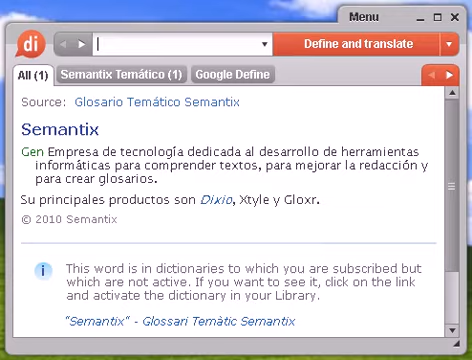 Menu
di
Define and translate
All (1)
Semantix Temático (1)
Google Define
Source: Glosario Temático Semantix
Semantix
Gen Empresa de tecnología dedicada al desarrollo de herramientas
informáticas para comprender textos, para mejorar la redacción y
para crear glosarios.
Su principales productos son Dixio, Xtyle y Gloxr.
© 2010 Semantix
i
This word is in dictionaries to which you are subscribed but
which are not active. If you want to see it, click on the link
and activate the dictionary in your Library.
"Semantix" - Glossari Temàtic Semantix